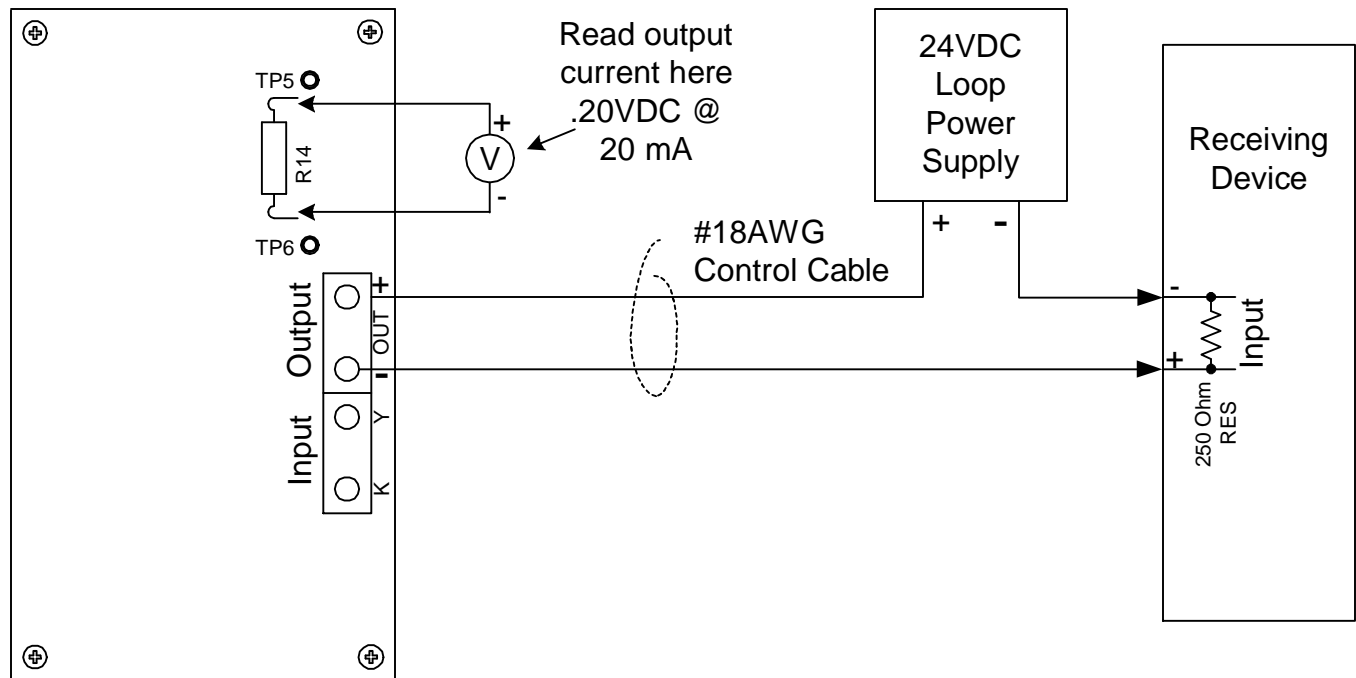 TP5
R14
TP6
+
V
-
Read output
current here
.20VDC @
20 mA
24VDC
Loop
Power
Supply
+ -
#18AWG
Control Cable
Output
+
OUT
-
Input
Y
K
Receiving
Device
-
+
Input
250 Ohm
RES